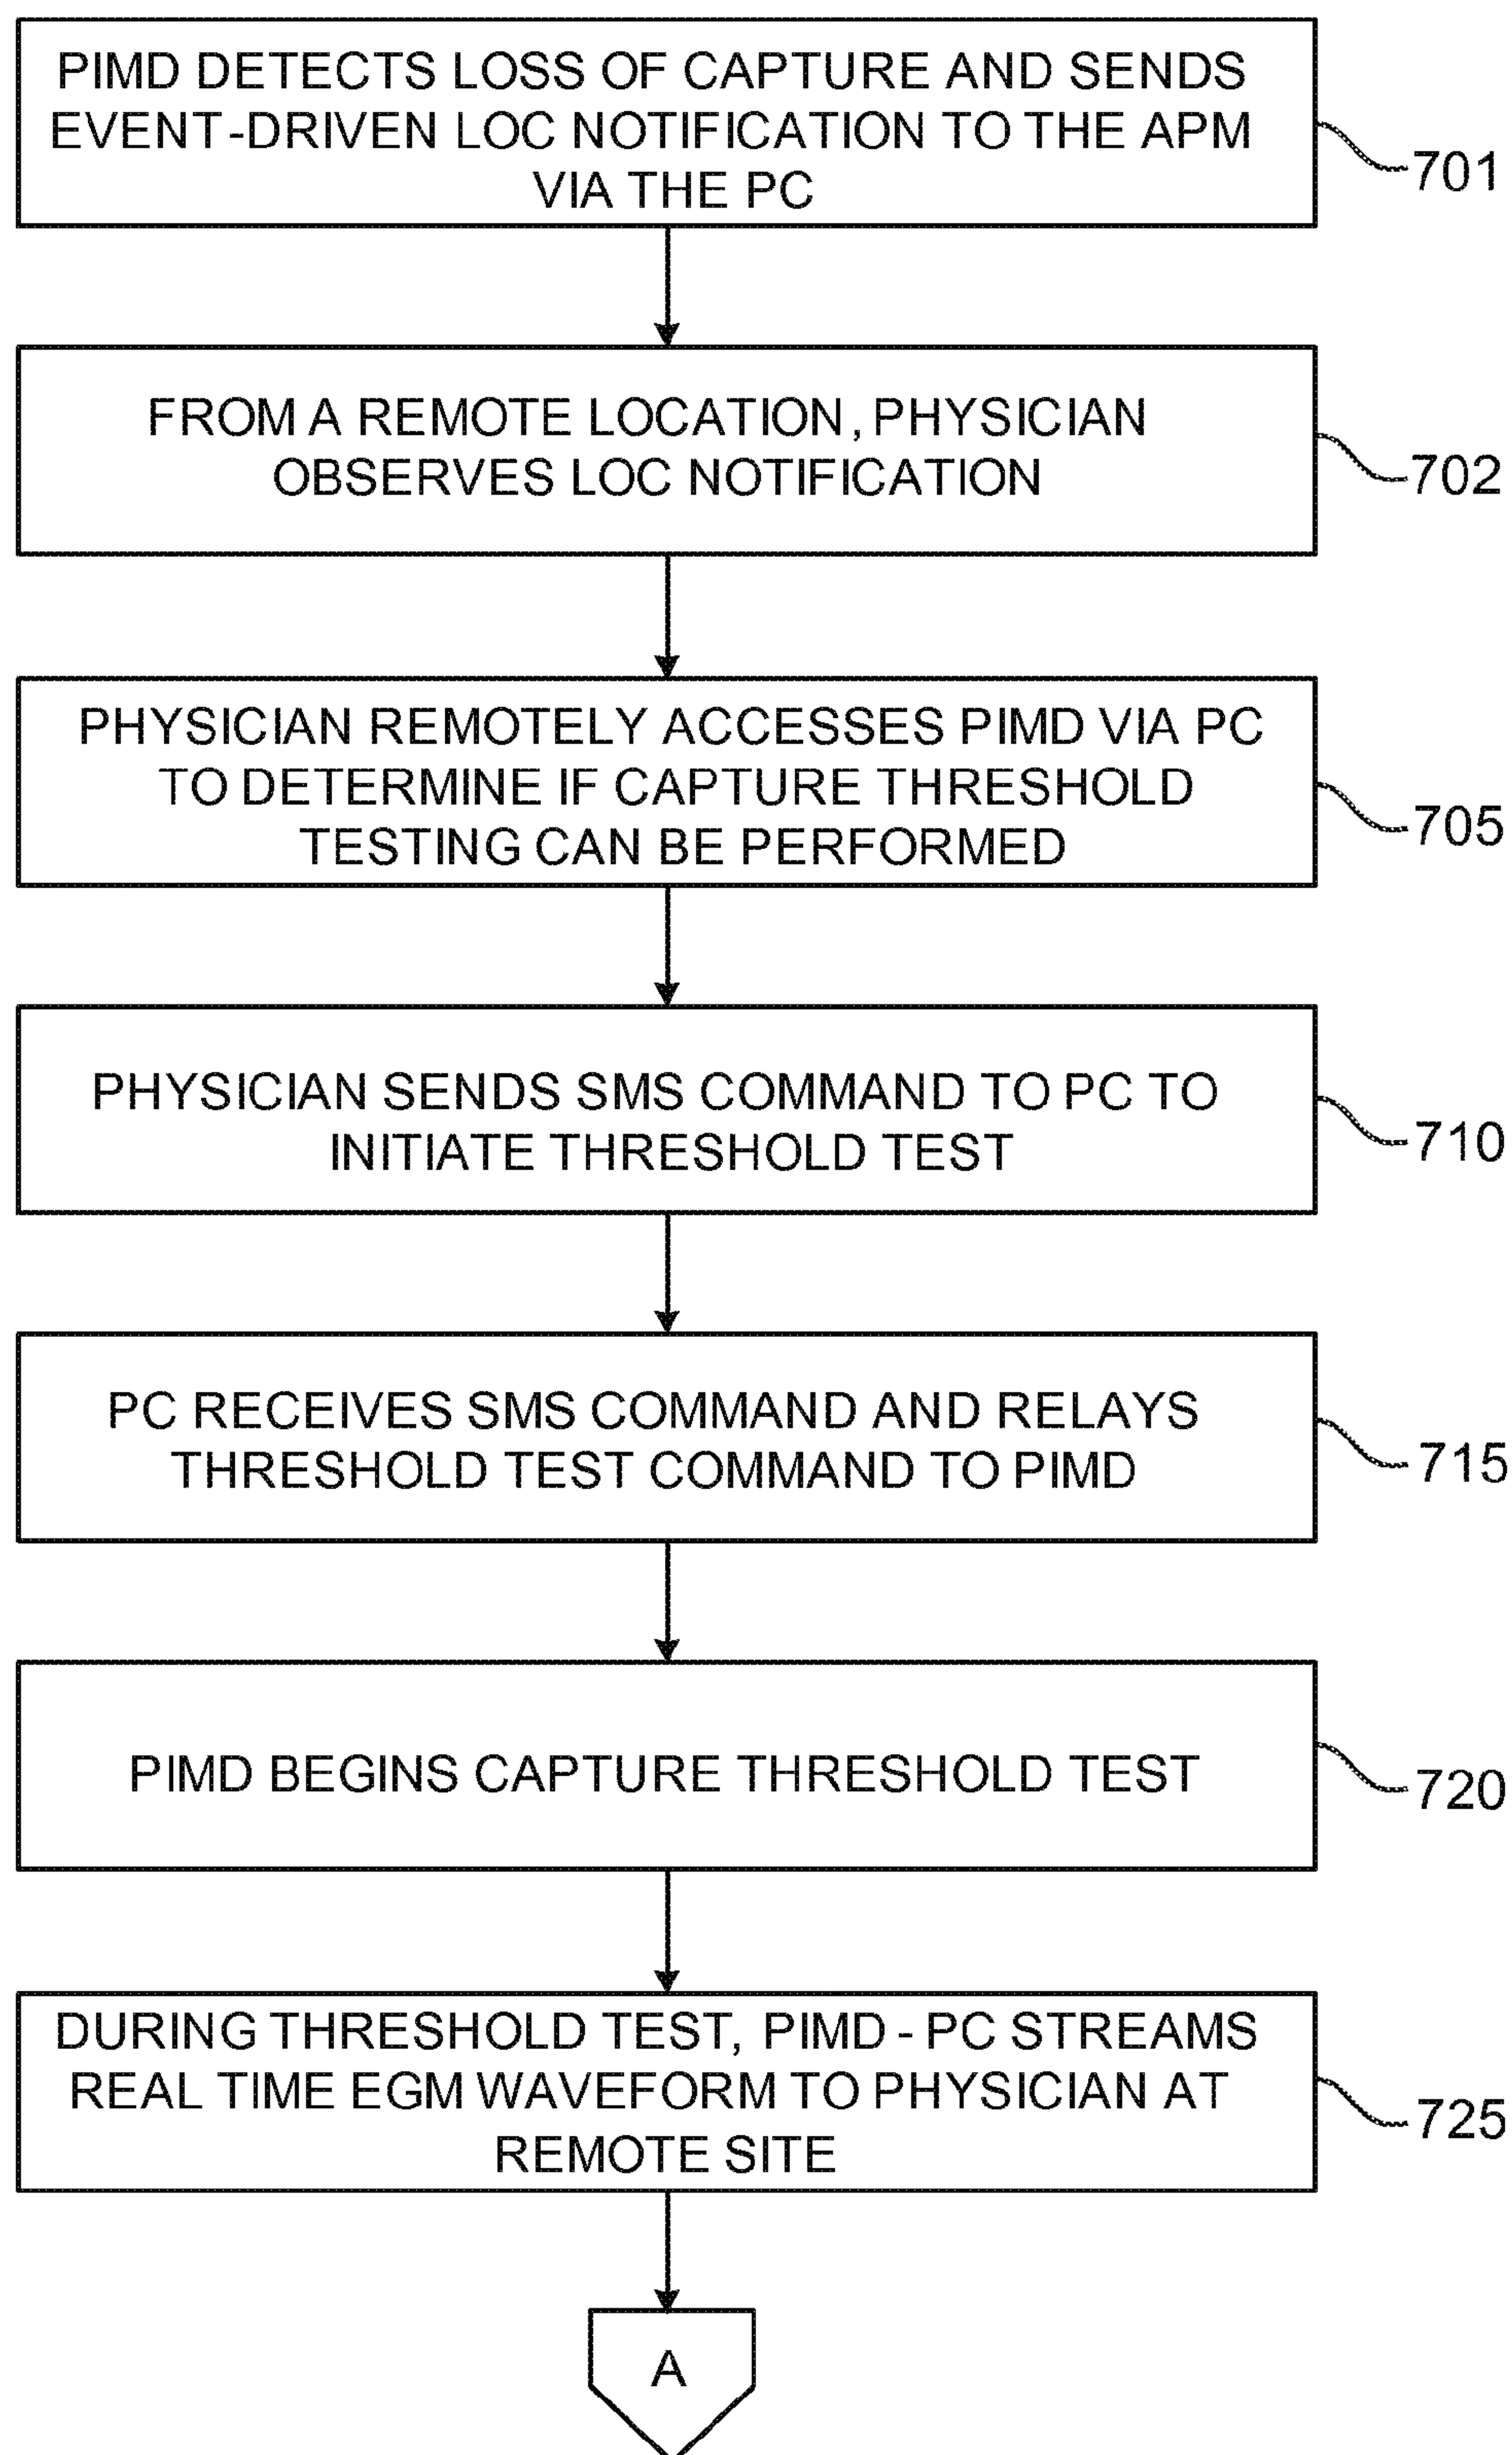 PIMD DETECTS LOSS OF CAPTURE AND SENDS
EVENT-DRIVEN LOC NOTIFICATION TO THE APM
VIA THE PC
701
FROM A REMOTE LOCATION, PHYSICIAN
OBSERVES LOC NOTIFICATION
702
PHYSICIAN REMOTELY ACCESSES PIMD VIA PC
TO DETERMINE IF CAPTURE THRESHOLD
TESTING CAN BE PERFORMED
705
PHYSICIAN SENDS SMS COMMAND TO PC TO
INITIATE THRESHOLD TEST
710
PC RECEIVES SMS COMMAND AND RELAYS
THRESHOLD TEST COMMAND TO PIMD
715
PIMD BEGINS CAPTURE THRESHOLD TEST
720
DURING THRESHOLD TEST, PIMD - PC STREAMS
REAL TIME EGM WAVEFORM TO PHYSICIAN AT
REMOTE SITE
725
A